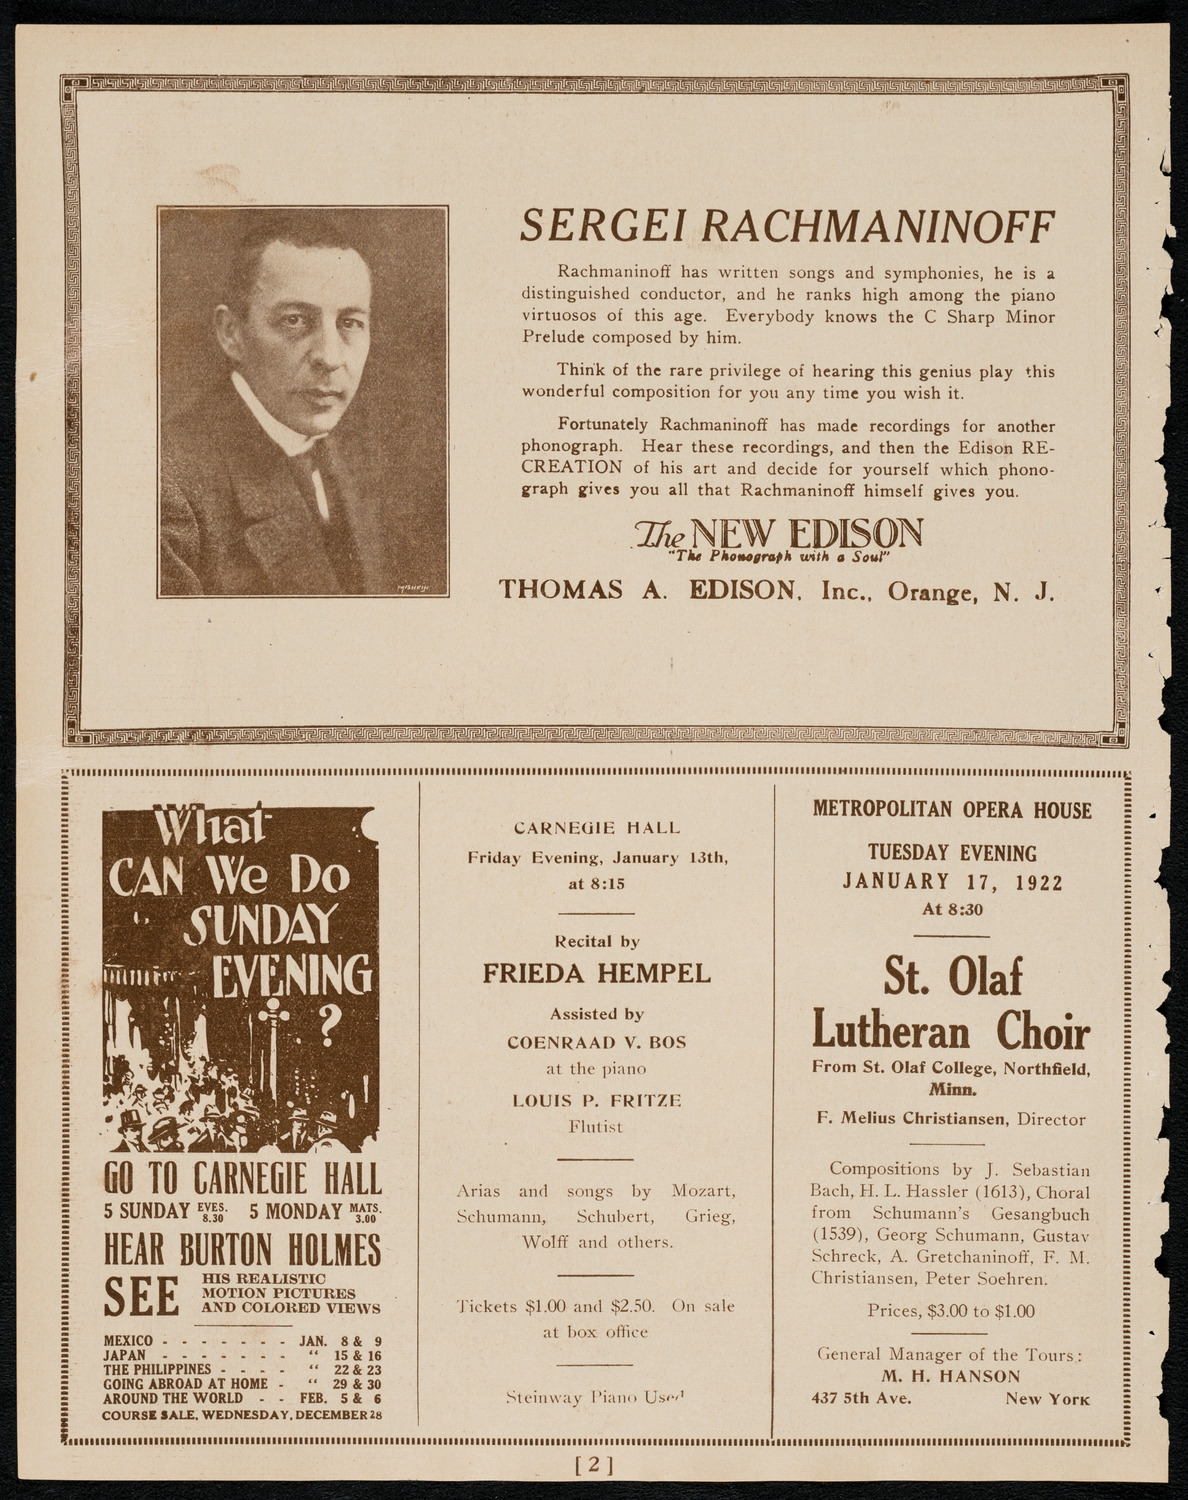 SERGEI RACHMANINOFF
Rachmaninoff has written songs and symphonies, he is a
distinguished conductor, and he ranks high among the piano
virtuosos of this age. Everybody knows the C Sharp Minor
Prelude composed by him.
Think of the rare privilege of hearing this genius play this
wonderful composition for you any time you wish it.
Fortunately Rachmaninoff has made recordings for another
phonograph. Hear these recordings, and then the Edison RE-
CREATION of his art and decide for yourself which phono-
graph gives you all that Rachmaninoff himself gives you.
The NEW EDISON
"The Phonograph with a Soul"
THOMAS A. EDISON, Inc., Orange, N. J.
MISHKIN
What
CAN We Do
SUNDAY
EVENING
?
GO TO CARNEGIE HALL
5 SUNDAY EVES. 8.30 5 MONDAY MATS. 3.00
HEAR BURTON HOLMES
SEE HIS REALISTIC
MOTION PICTURES
AND COLORED VIEWS
MEXICO - - - - - - - JAN. 8 & 9
JAPAN - - - - - - - " 15 & 16
THE PHILIPPINES - - - - " 22 & 23
GOING ABROAD AT HOME - " 29 & 30
AROUND THE WORLD - - FEB. 5 & 6
COURSE SALE, WEDNESDAY, DECEMBER 28
CARNEGIE HALL
Friday Evening, January 13th,
at 8:15
Recital by
FRIEDA HEMPEL
Assisted by
COENRAAD V. BOS
at the piano
LOUIS P. FRITZE
Flutist
Arias and songs by Mozart,
Schumann, Schubert, Grieg,
Wolff and others.
Tickets $1.00 and $2.50. On sale
at box office
Steinway Piano Used
METROPOLITAN OPERA HOUSE
TUESDAY EVENING
JANUARY 17, 1922
At 8:30
St. Olaf
Lutheran Choir
From St. Olaf College, Northfield,
Minn.
F. Melius Christiansen, Director
Compositions by J. Sebastian
Bach, H. L. Hassler (1613), Choral
from Schumann's Gesangbuch
(1539), Georg Schumann, Gustav
Schreck, A. Gretchaninoff, F. M.
Christiansen, Peter Soehren.
Prices, $3.00 to $1.00
General Manager of the Tours:
M. H. HANSON
437 5th Ave. New York
[ 2 ]